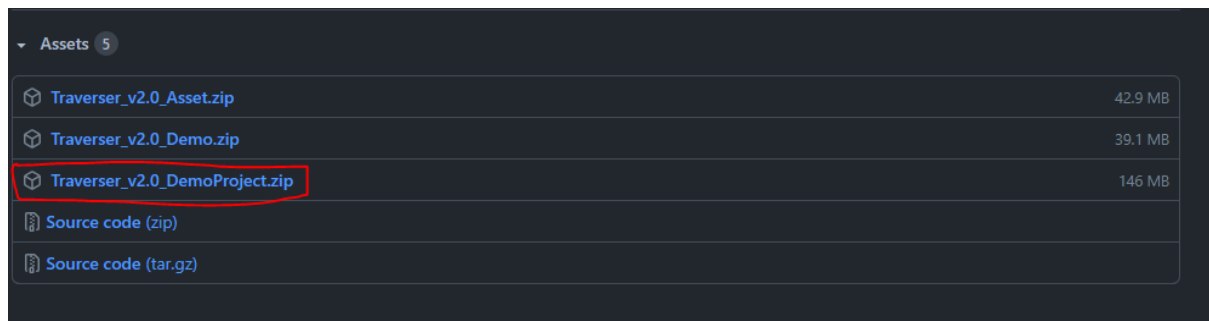 Assets 5
Traverser_v2.0_Asset.zip 42.9 MB
Traverser_v2.0_Demo.zip 39.1 MB
Traverser_v2.0_DemoProject.zip 146 MB
Source code (zip)
Source code (tar.gz)